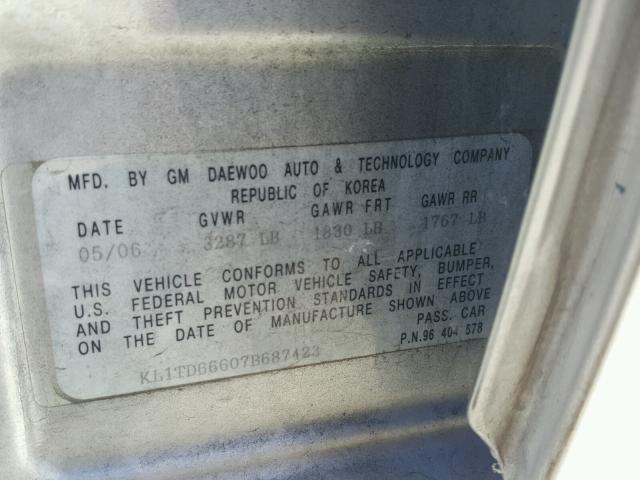 MFD. BY GM DAEWOO AUTO & TECHNOLOGY COMPANY
REPUBLIC OF KOREA
DATE GVWR GAWR FRT GAWR RR
05/06 3287 LB 1830 LB 1767 LB
THIS VEHICLE CONFORMS TO ALL APPLICABLE
U.S. FEDERAL MOTOR VEHICLE SAFETY, BUMPER,
AND THEFT PREVENTION STANDARDS IN EFFECT
ON THE DATE OF MANUFACTURE SHOWN ABOVE
PASS. CAR
P.N.96 404 578
KL1TD66607B687423